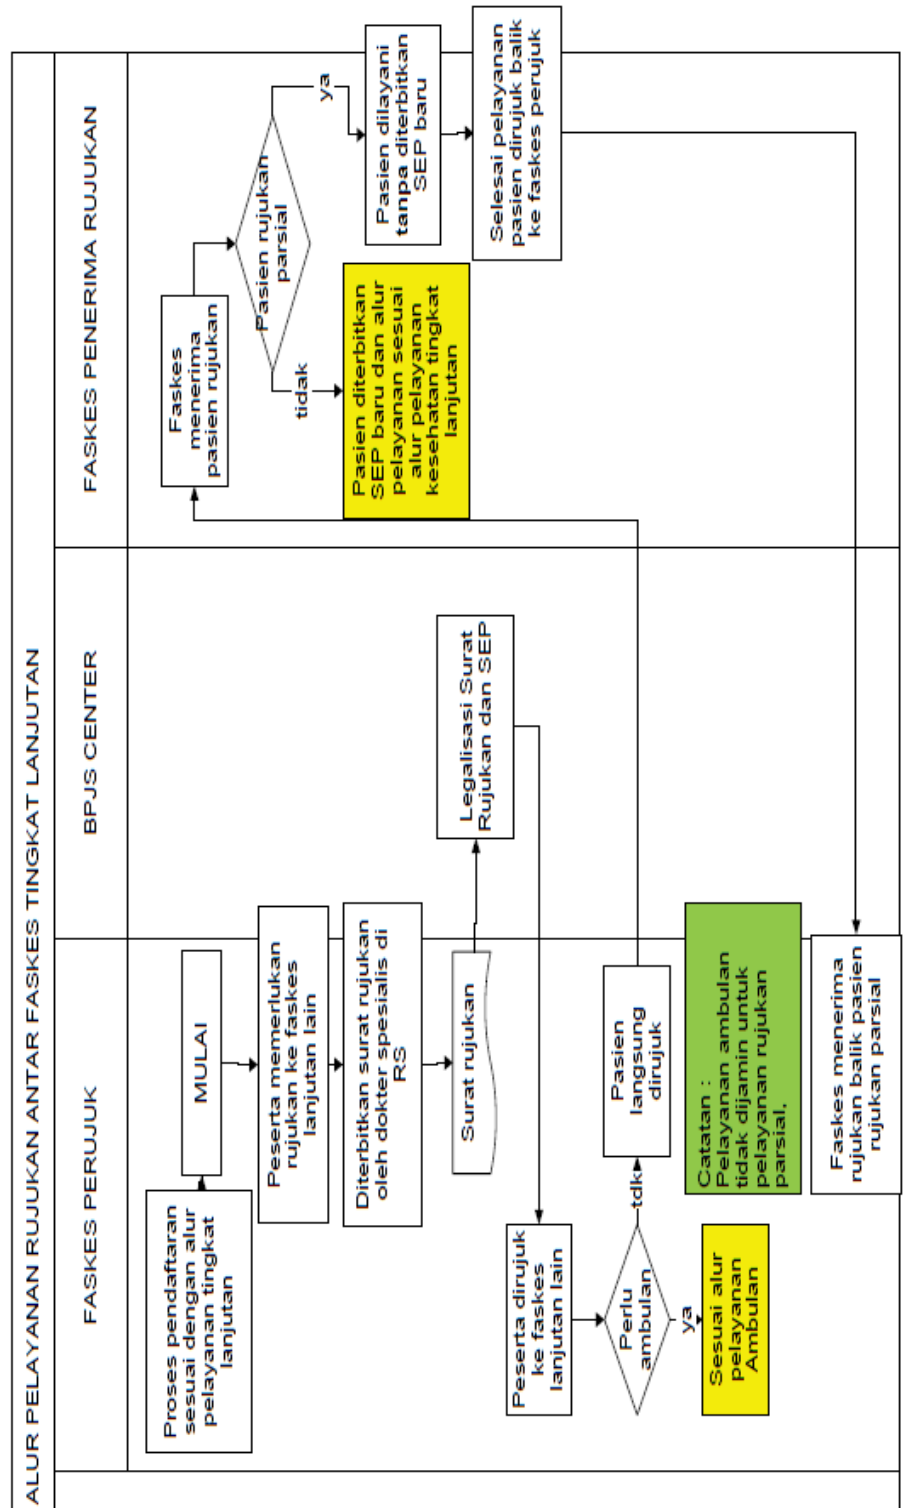 ALUR PELAYANAN RUJUKAN ANTAR FASKES TINGKAT LANJUTAN
FASKES PERUJUK
BPJS CENTER
FASKES PENERIMA RUJUKAN
Proses pendaftaran
sesuai dengan alur
pelayanan tingkat
lanjutan
MULAI
Peserta memerlukan
rujukan ke faskes
lanjutan lain
Diterbitkan surat rujukan
oleh dokter spesialis di
RS
Surat rujukan
Legalisasi Surat
Rujukan dan SEP
Peserta dirujuk
ke faskes
lanjutan lain
Perlu
ambulan
ya
tdk
Sesuai alur
pelayanan
Ambulan
Pasien
langsung
dirujuk
Catatan :
Pelayanan ambulan
tidak dijamin untuk
pelayanan rujukan
parsial.
Faskes
menerima
pasien rujukan
Pasien rujukan
parsial
tidak
ya
Pasien diterbitkan
SEP baru dan alur
pelayanan sesuai
alur pelayanan
kesehatan tingkat
lanjutan
Pasien dilayani
tanpa diterbitkan
SEP baru
Selesai pelayanan
pasien dirujuk balik
ke faskes perujuk
Faskes menerima
rujukan balik pasien
rujukan parsial